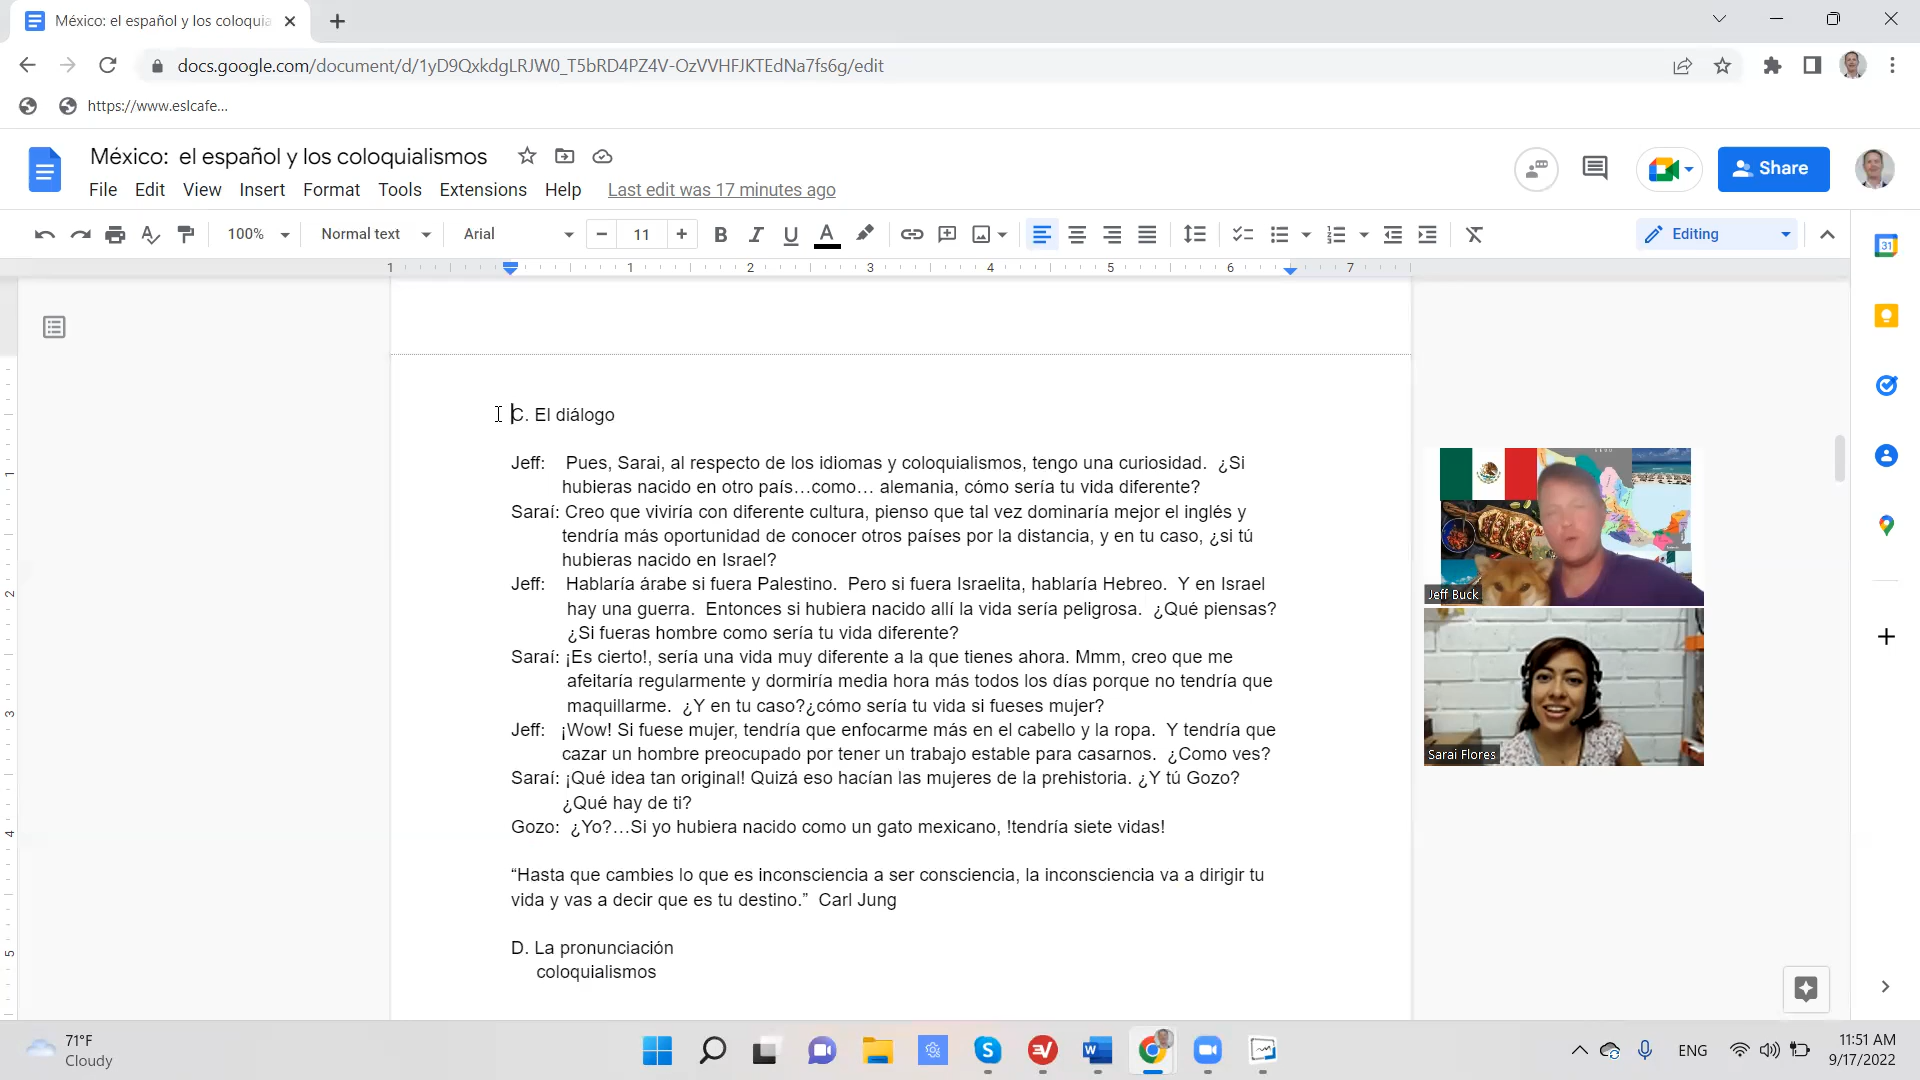 México: el español y los coloquia
docs.google.com/document/d/1yD9QxkdgLRJW0_T5bRD4PZ4V-OzVVHFJKTEdNa7fs6g/edit
https://www.eslcafe...
México: el español y los coloquialismos
File Edit View Insert Format Tools Extensions Help Last edit was 17 minutes ago
Share
100% Normal text Arial 11 Editing
1 1 2 3 4 5 6 7
C. El diálogo
Jeff: Pues, Sarai, al respecto de los idiomas y coloquialismos, tengo una curiosidad. ¿Si
hubieras nacido en otro país…como… alemania, cómo sería tu vida diferente?
Saraí: Creo que viviría con diferente cultura, pienso que tal vez dominaría mejor el inglés y
tendría más oportunidad de conocer otros países por la distancia, y en tu caso, ¿si tú
hubieras nacido en Israel?
Jeff: Hablaría árabe si fuera Palestino. Pero si fuera Israelita, hablaría Hebreo. Y en Israel
hay una guerra. Entonces si hubiera nacido allí la vida sería peligrosa. ¿Qué piensas?
¿Si fueras hombre como sería tu vida diferente?
Saraí: ¡Es cierto!, sería una vida muy diferente a la que tienes ahora. Mmm, creo que me
afeitaría regularmente y dormiría media hora más todos los días porque no tendría que
maquillarme. ¿Y en tu caso?¿cómo sería tu vida si fueses mujer?
Jeff: ¡Wow! Si fuese mujer, tendría que enfocarme más en el cabello y la ropa. Y tendría que
cazar un hombre preocupado por tener un trabajo estable para casarnos. ¿Como ves?
Saraí: ¡Qué idea tan original! Quizá eso hacían las mujeres de la prehistoria. ¿Y tú Gozo?
¿Qué hay de ti?
Gozo: ¿Yo?…Si yo hubiera nacido como un gato mexicano, !tendría siete vidas!
“Hasta que cambies lo que es inconsciencia a ser consciencia, la inconsciencia va a dirigir tu
vida y vas a decir que es tu destino.” Carl Jung
D. La pronunciación
coloquialismos
1
2
3
4
5
Jeff Buck
Sarai Flores
31
71°F
Cloudy
ENG
11:51 AM
9/17/2022